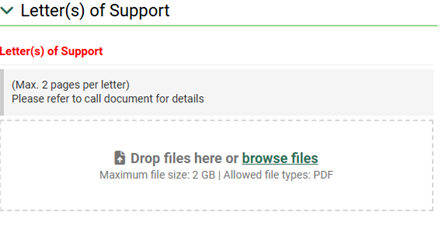 Letter(s) of Support
Letter(s) of Support
(Max. 2 pages per letter)
Please refer to call document for details
Drop files here or browse files
Maximum file size: 2 GB | Allowed file types: PDF